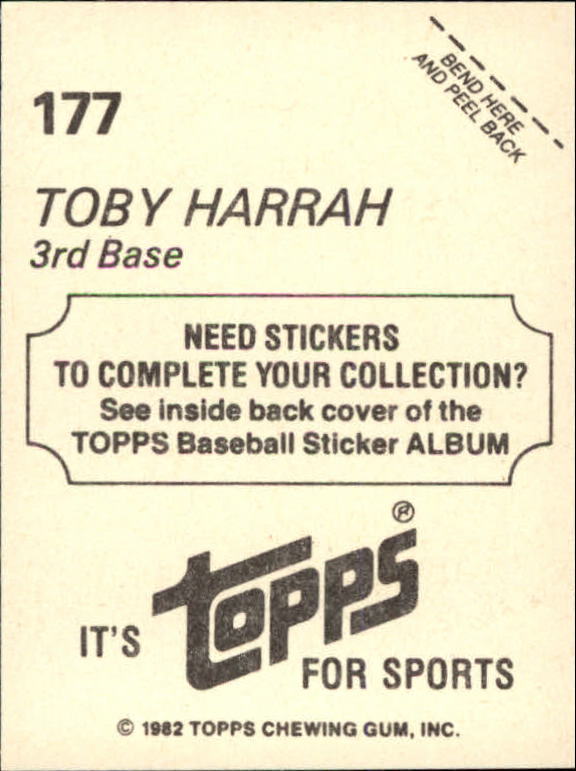 BEND HERE
AND PEEL BACK
177
TOBY HARRAH
3rd Base
NEED STICKERS
TO COMPLETE YOUR COLLECTION?
See inside back cover of the
TOPPS Baseball Sticker ALBUM
®
IT'S topps FOR SPORTS
© 1982 TOPPS CHEWING GUM, INC.